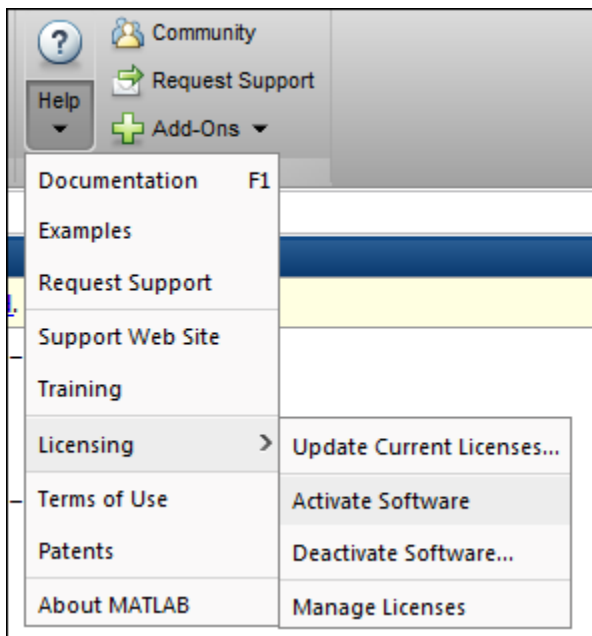 Community
Request Support
Help
Add-Ons
Documentation F1
Examples
Request Support
Support Web Site
Training
Licensing
Update Current Licenses...
Terms of Use
Activate Software
Patents
Deactivate Software...
About MATLAB
Manage Licenses